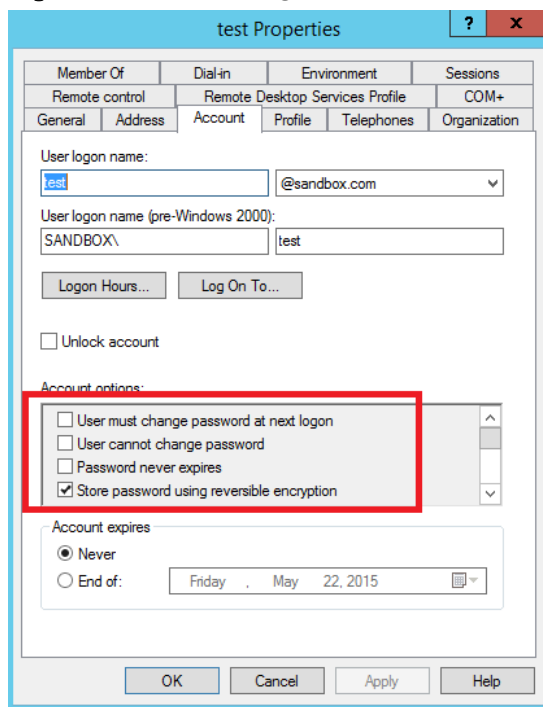 test Properties
? x
Member Of Dial-in Environment Sessions
Remote control Remote Desktop Services Profile COM+
General Address Account Profile Telephones Organization
User logon name:
test @sandbox.com
User logon name (pre-Windows 2000):
SANDBOX\ test
Logon Hours... Log On To...
Unlock account
Account options:
User must change password at next logon
User cannot change password
Password never expires
Store password using reversible encryption
Account expires
Never
End of: Friday , May 22, 2015
OK Cancel Apply Help